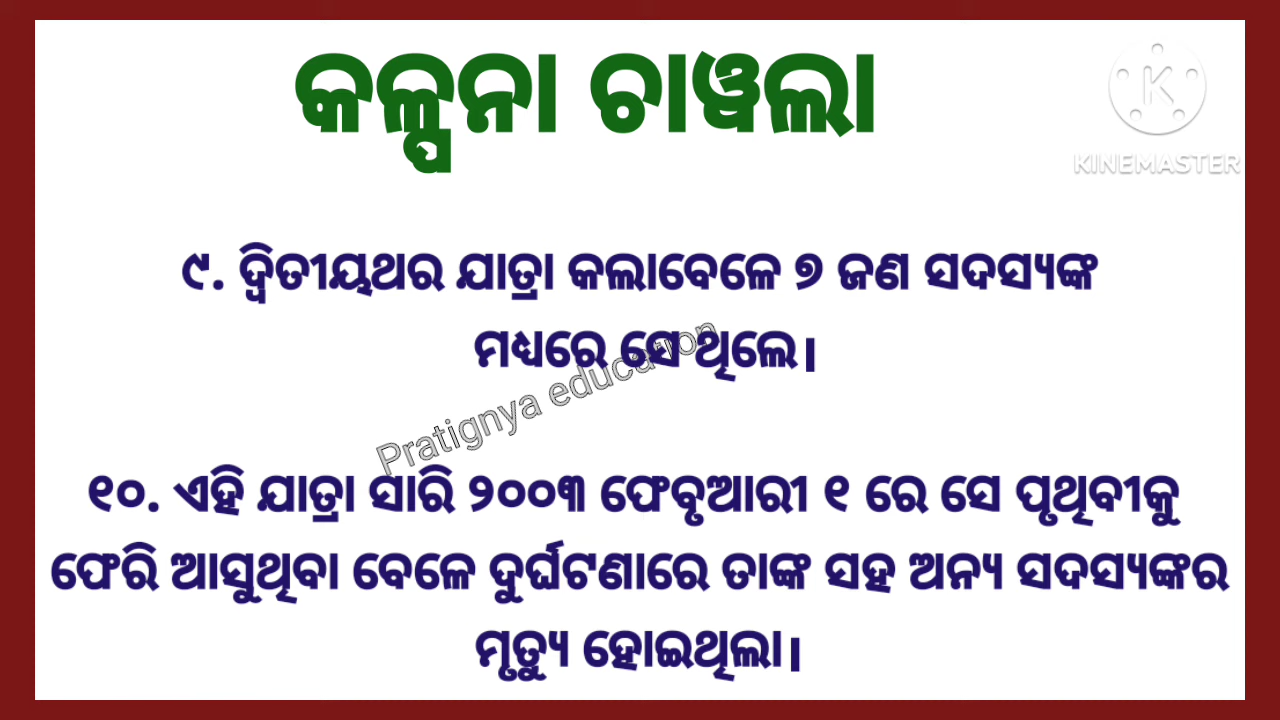 କଳ୍ପନା ଚାୱଲା
KINEMASTER
୯. ଦ୍ୱିତୀୟଥର ଯାତ୍ରା କଲାବେଳେ ୭ ଜଣ ସଦସ୍ୟଙ୍କ
ମଧ୍ୟରେ ସେ ଥିଲେ।
Pratignya education
୧୦. ଏହି ଯାତ୍ରା ସାରି ୨୦୦୩ ଫେବୃଆରୀ ୧ ରେ ସେ ପୃଥିବୀକୁ
ଫେରି ଆସୁଥିବା ବେଳେ ଦୁର୍ଘଟଣାରେ ତାଙ୍କ ସହ ଅନ୍ୟ ସଦସ୍ୟଙ୍କର
ମୃତ୍ୟୁ ହୋଇଥିଲା।